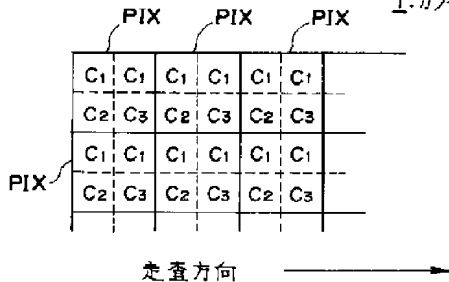 PIX PIX PIX
C1 C1 C1 C1 C1 C1
C2 C3 C2 C3 C2 C3
C1 C1 C1 C1 C1 C1
PIX C2 C3 C2 C3 C2 C3
走査方向